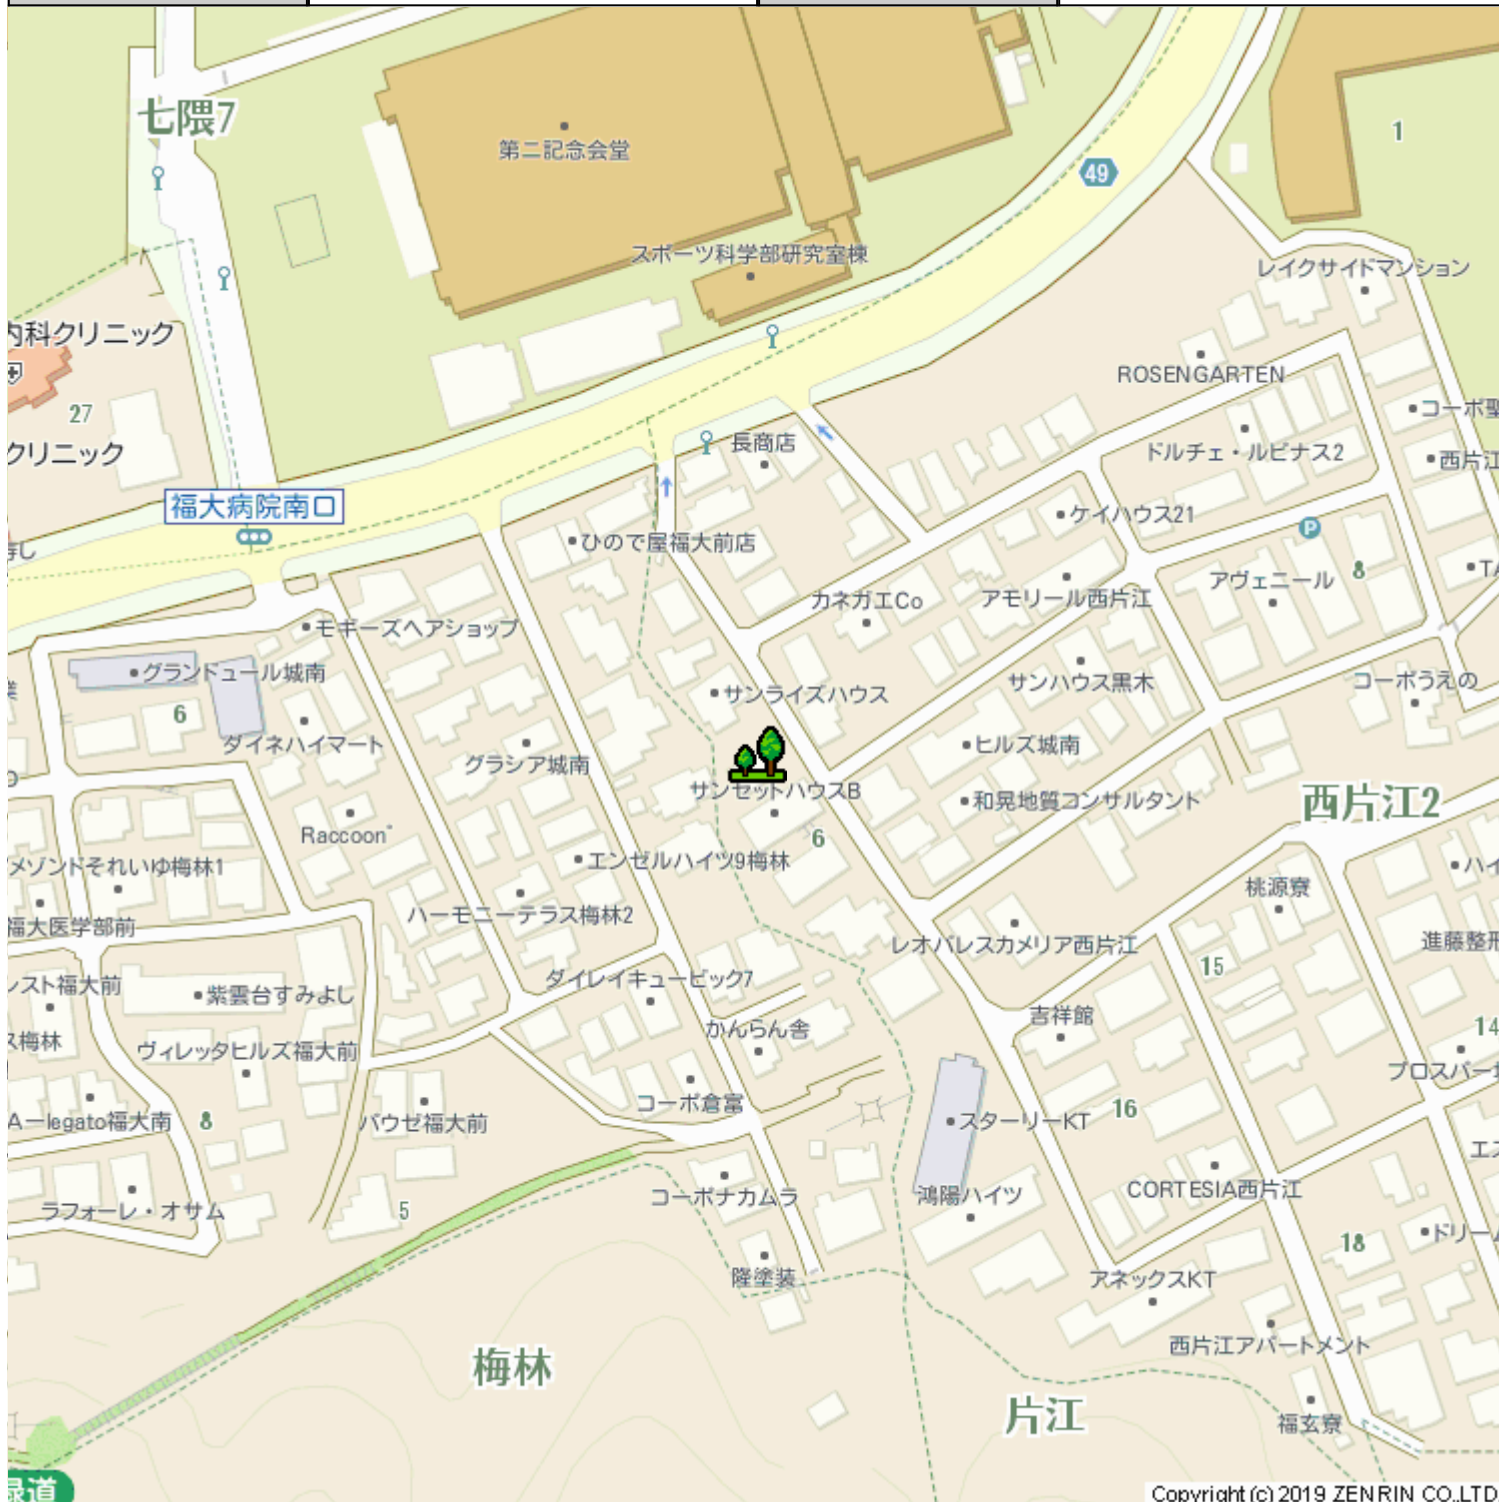 七隈7
第二記念会堂
1
49
スポーツ科学部研究室棟
レイクサイドマンション
内科クリニック
ROSENGARTEN
27
コーポ聖
クリニック
長商店
ドルチェ・ルピナス2
西片江
福大病院南口
ケイハウス21
P
寿し
ひので屋福大前店
アヴェニール
8
TA
カネガエCo
アモリール西片江
モギーズヘアショップ
グランドュール城南
サンライズハウス
サンハウス黒木
コーポうえの
業
6
ダイネハイマート
グラシア城南
ヒルズ城南
サンセットハウスB
和晃地質コンサルタント
西片江2
Raccoon
6
エンゼルハイツ9梅林
メゾンドそれいゆ梅林1
ハイ
桃源寮
福大医学部前
ハーモニーテラス梅林2
レオパレスカメリア西片江
進藤整形
15
スト福大前
紫雲台すみよし
ダイレイキュービック7
吉祥館
かんらん舎
14
ス梅林
ヴィレッタヒルズ福大前
プロスパー
コーポ倉富
16
A－legato福大南
8
パウゼ福大前
スターリーKT
エス
コーポナカムラ
鴻陽ハイツ
CORTESIA西片江
ラフォーレ・オサム
5
18
ドリーム
隆塗装
アネックスKT
梅林
西片江アパートメント
片江
福玄寮
緑道
Copyright (c) 2019 ZENRIN CO.,LTD